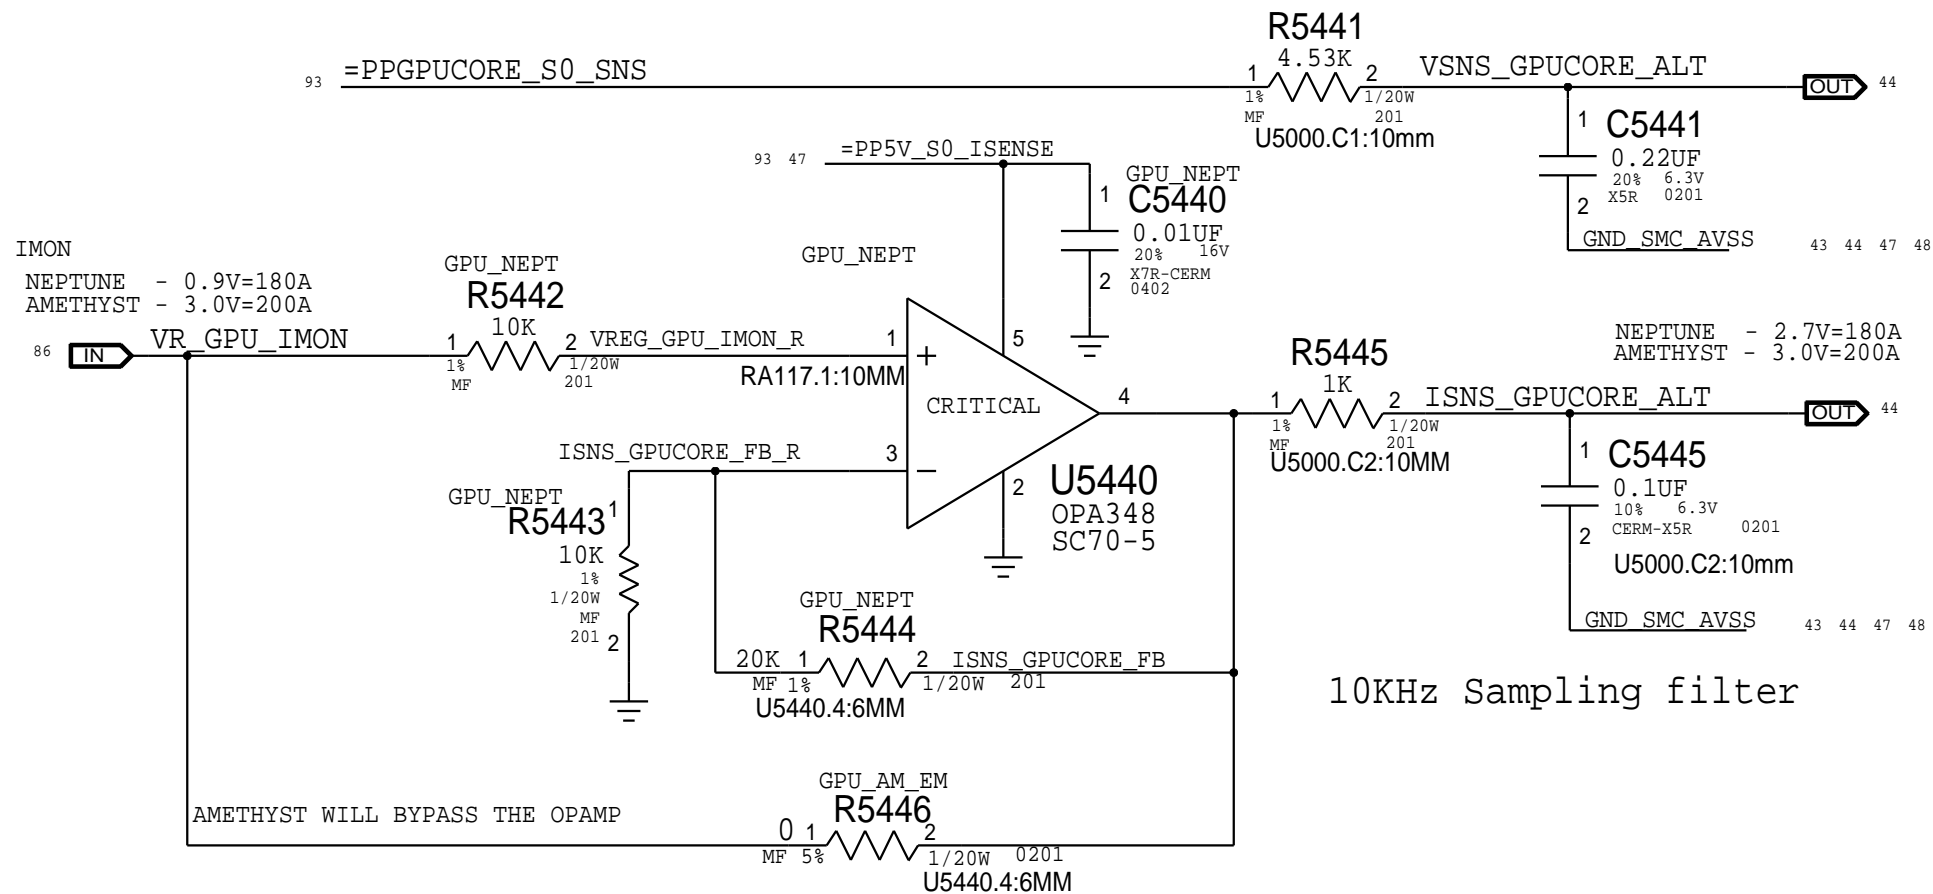 R5441
4.53K
93 =PPGPUCORE_S0_SNS
1 2
VSNS_GPUCORE_ALT
OUT 44
1%
MF
1/20W
201
U5000.C1:10mm
1
C5441
0.22UF
20% 6.3V
X5R 0201
2
GND_SMC_AVSS
43 44 47 48
93 47 =PP5V_S0_ISENSE
GPU_NEPT
1
C5440
0.01UF
20% 16V
X7R-CERM
0402
2
GPU_NEPT
IMON
NEPTUNE - 0.9V=180A
AMETHYST - 3.0V=200A
86 IN VR_GPU_IMON
GPU_NEPT
R5442
1 10K 2
1%
MF
1/20W
201
VREG_GPU_IMON_R
RA117.1:10MM
1 +
5
CRITICAL
4
3 −
2
U5440
OPA348
SC70-5
ISNS_GPUCORE_FB_R
GPU_NEPT
R5443
1
10K
1%
1/20W
MF
201
2
GPU_NEPT
R5444
20K 1 2 ISNS_GPUCORE_FB
MF 1% 1/20W 201
U5440.4:6MM
NEPTUNE - 2.7V=180A
AMETHYST - 3.0V=200A
R5445
1K
1 2
ISNS_GPUCORE_ALT
OUT 44
1%
MF
1/20W
201
U5000.C2:10MM
1
C5445
0.1UF
10% 6.3V
CERM-X5R 0201
2
U5000.C2:10mm
GND_SMC_AVSS
43 44 47 48
10KHz Sampling filter
GPU_AM_EM
R5446
AMETHYST WILL BYPASS THE OPAMP
0 1 2
MF 5% 1/20W 0201
U5440.4:6MM